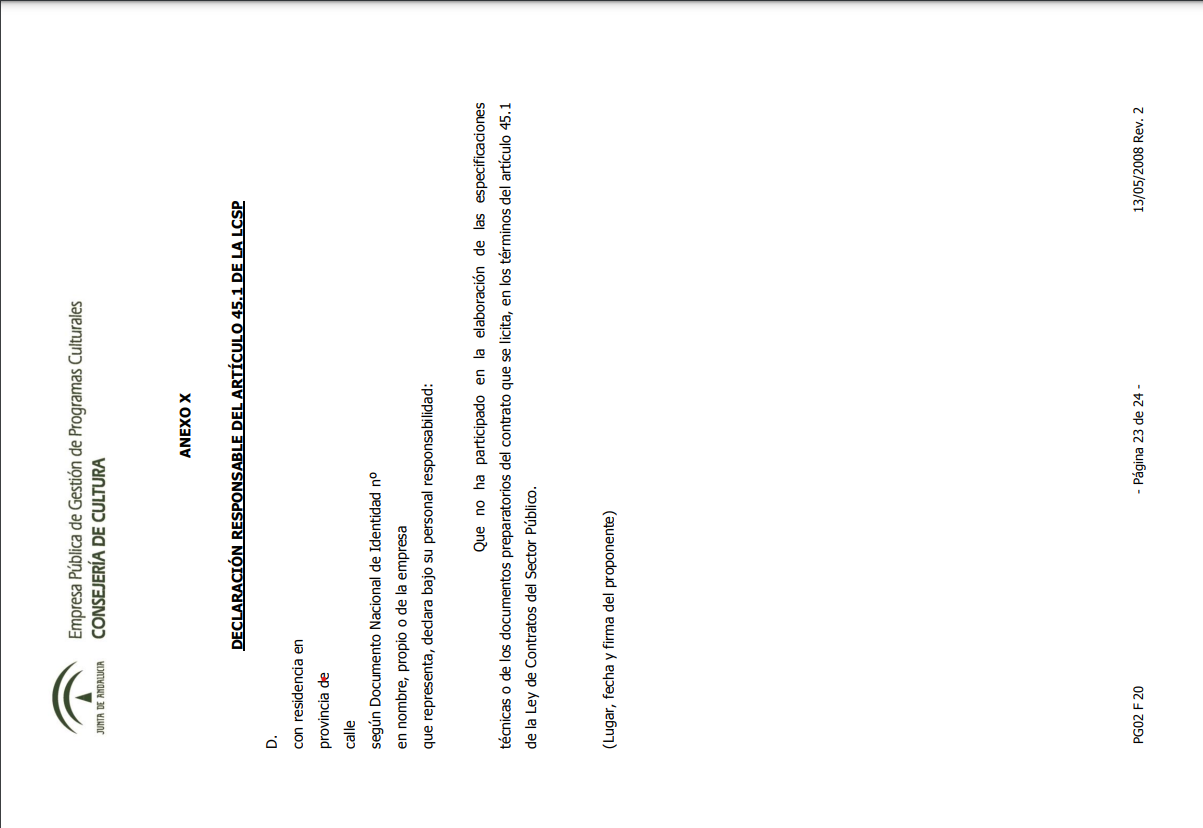 Empresa Pública de Gestión de Programas Culturales
CONSEJERÍA DE CULTURA
JUNTA DE ANDALUCIA
ANEXO X
DECLARACIÓN RESPONSABLE DEL ARTÍCULO 45.1 DE LA LCSP
D.
con residencia en
provincia de
calle
según Documento Nacional de Identidad nº
en nombre, propio o de la empresa
que representa, declara bajo su personal responsabilidad:
Que no ha participado en la elaboración de las especificaciones
técnicas o de los documentos preparatorios del contrato que se licita, en los términos del artículo 45.1
de la Ley de Contratos del Sector Público.
(Lugar, fecha y firma del proponente)
PG02 F 20 - Página 23 de 24 - 13/05/2008 Rev. 2